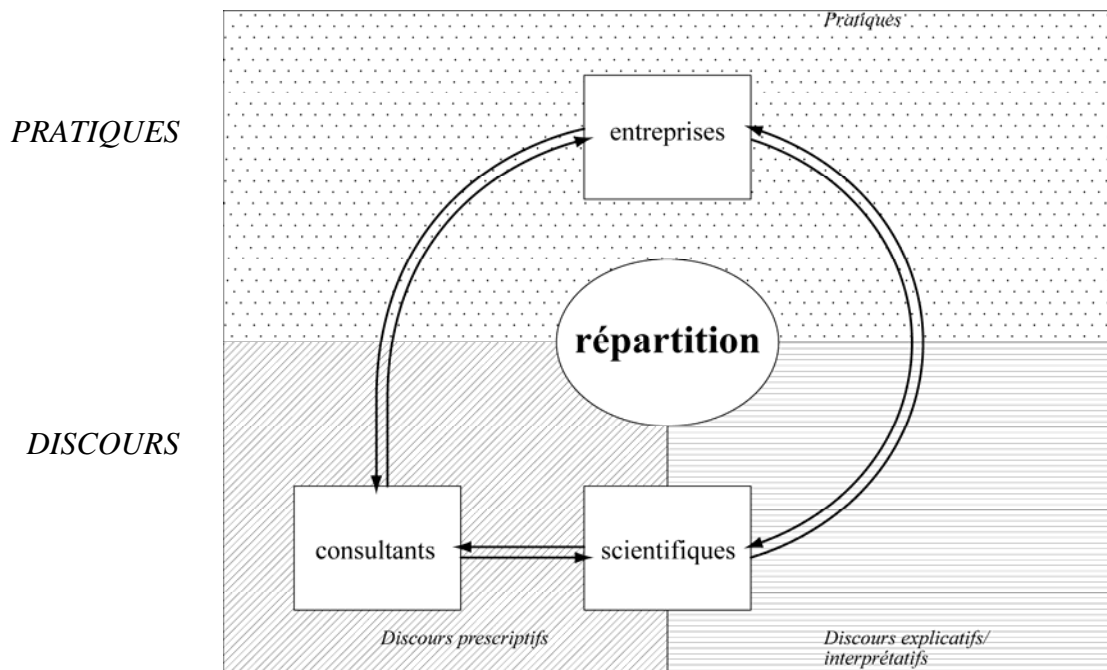 Pratiques
PRATIQUES
entreprises
répartition
DISCOURS
consultants
scientifiques
Discours prescriptifs
Discours explicatifs/
interprétatifs